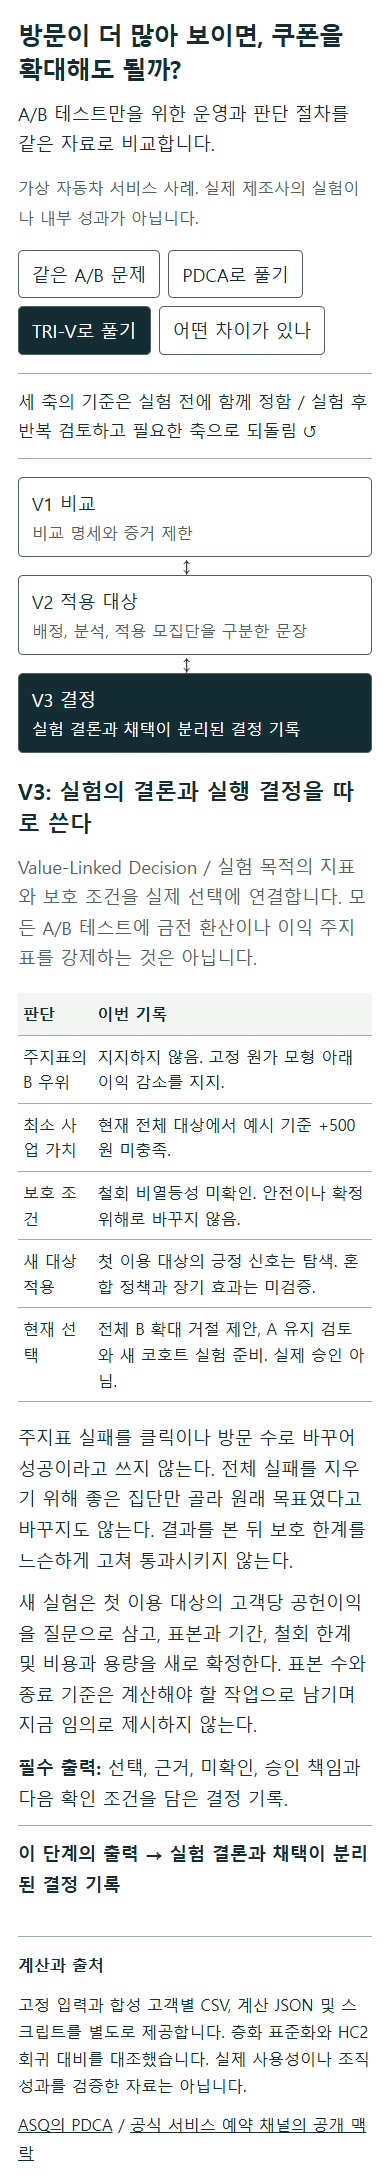 방문이 더 많아 보이면, 쿠폰을
확대해도 될까?
A/B 테스트만을 위한 운영과 판단 절차를
같은 자료로 비교합니다.
가상 자동차 서비스 사례. 실제 제조사의 실험이
나 내부 성과가 아닙니다.
같은 A/B 문제
PDCA로 풀기
TRI-V로 풀기
어떤 차이가 있나
세 축의 기준은 실험 전에 함께 정함 / 실험 후
반복 검토하고 필요한 축으로 되돌림 ↺
V1 비교
비교 명세와 증거 제한
↕
V2 적용 대상
배정, 분석, 적용 모집단을 구분한 문장
↕
V3 결정
실험 결론과 채택이 분리된 결정 기록
V3: 실험의 결론과 실행 결정을 따
로 쓴다
Value-Linked Decision / 실험 목적의 지표
와 보호 조건을 실제 선택에 연결합니다. 모
든 A/B 테스트에 금전 환산이나 이익 주지
표를 강제하는 것은 아닙니다.
판단 이번 기록
주지표의 지지하지 않음. 고정 원가 모형 아래
B 우위 이익 감소를 지지.
최소 사 현재 전체 대상에서 예시 기준 +500
업 가치 원 미충족.
보호 조 철회 비열등성 미확인. 안전이나 확정
건 위해로 바꾸지 않음.
새 대상 첫 이용 대상의 긍정 신호는 탐색. 혼
적용 합 정책과 장기 효과는 미검증.
현재 선 전체 B 확대 거절 제안, A 유지 검토
택 와 새 코호트 실험 준비. 실제 승인 아
님.
주지표 실패를 클릭이나 방문 수로 바꾸어
성공이라고 쓰지 않는다. 전체 실패를 지우
기 위해 좋은 집단만 골라 원래 목표였다고
바꾸지도 않는다. 결과를 본 뒤 보호 한계를
느슨하게 고쳐 통과시키지 않는다.
새 실험은 첫 이용 대상의 고객당 공헌이익
을 질문으로 삼고, 표본과 기간, 철회 한계
및 비용과 용량을 새로 확정한다. 표본 수와
종료 기준은 계산해야 할 작업으로 남기며
지금 임의로 제시하지 않는다.
필수 출력: 선택, 근거, 미확인, 승인 책임과
다음 확인 조건을 담은 결정 기록.
이 단계의 출력 → 실험 결론과 채택이 분리
된 결정 기록
계산과 출처
고정 입력과 합성 고객별 CSV, 계산 JSON 및 스
크립트를 별도로 제공합니다. 층화 표준화와 HC2
회귀 대비를 대조했습니다. 실제 사용성이나 조직
성과를 검증한 자료는 아닙니다.
ASQ의 PDCA / 공식 서비스 예약 채널의 공개 맥
락